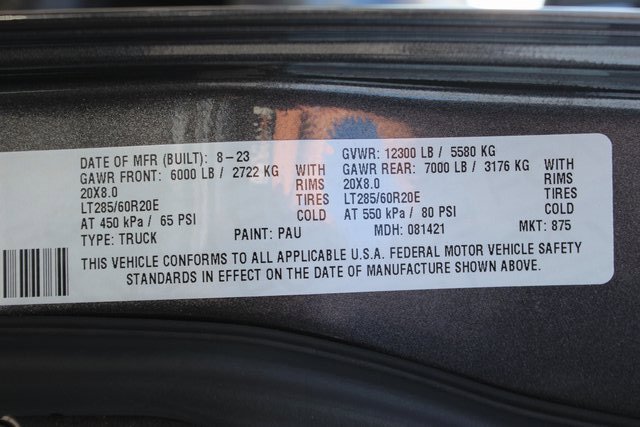 DATE OF MFR (BUILT): 8-23 GVWR: 12300 LB / 5580 KG
GAWR FRONT: 6000 LB / 2722 KG WITH GAWR REAR: 7000 LB / 3176 KG WITH
20X8.0 RIMS 20X8.0 RIMS
LT285/60R20E TIRES LT285/60R20E TIRES
AT 450 kPa / 65 PSI COLD AT 550 kPa / 80 PSI COLD
TYPE: TRUCK PAINT: PAU MDH: 081421 MKT: 875
THIS VEHICLE CONFORMS TO ALL APPLICABLE U.S.A. FEDERAL MOTOR VEHICLE SAFETY
STANDARDS IN EFFECT ON THE DATE OF MANUFACTURE SHOWN ABOVE.